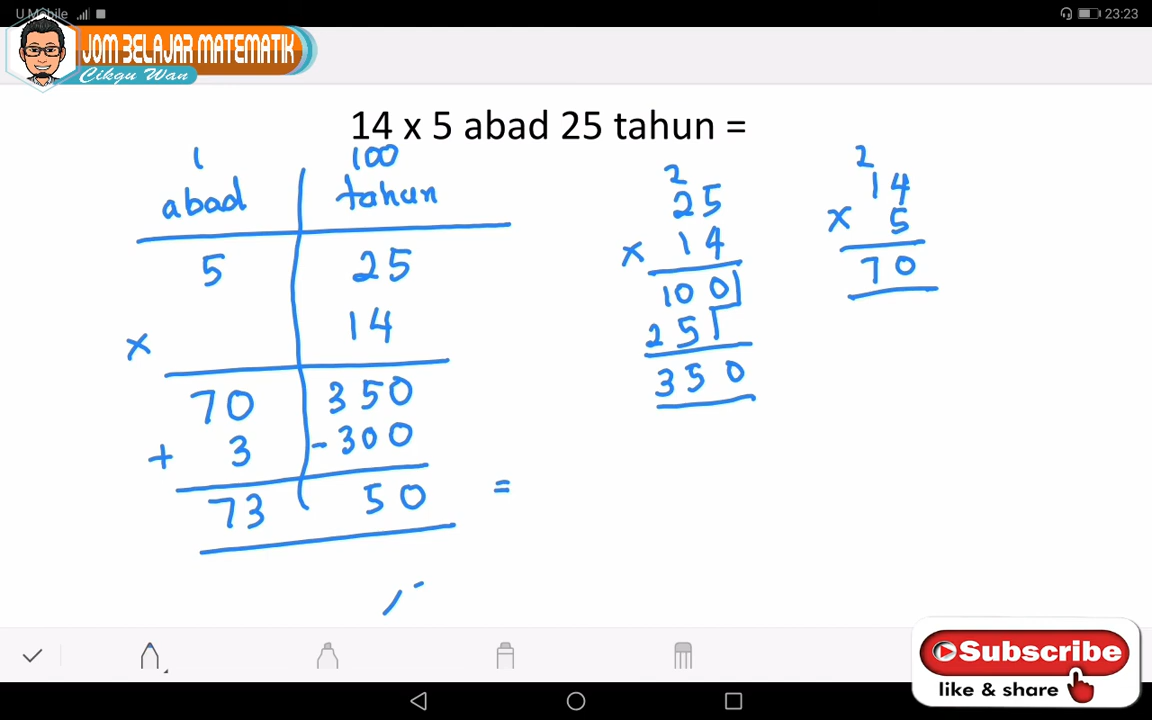 U Mobile 23:23
JOM BELAJAR MATEMATIK
Cikgu Wan
14 x 5 abad 25 tahun =
1 100
abad tahun
5 25
x 14
70 350
+ 3 - 300
73 50 =
2
25
x 14
100
25
350
2
14
x 5
70
Subscribe
like & share